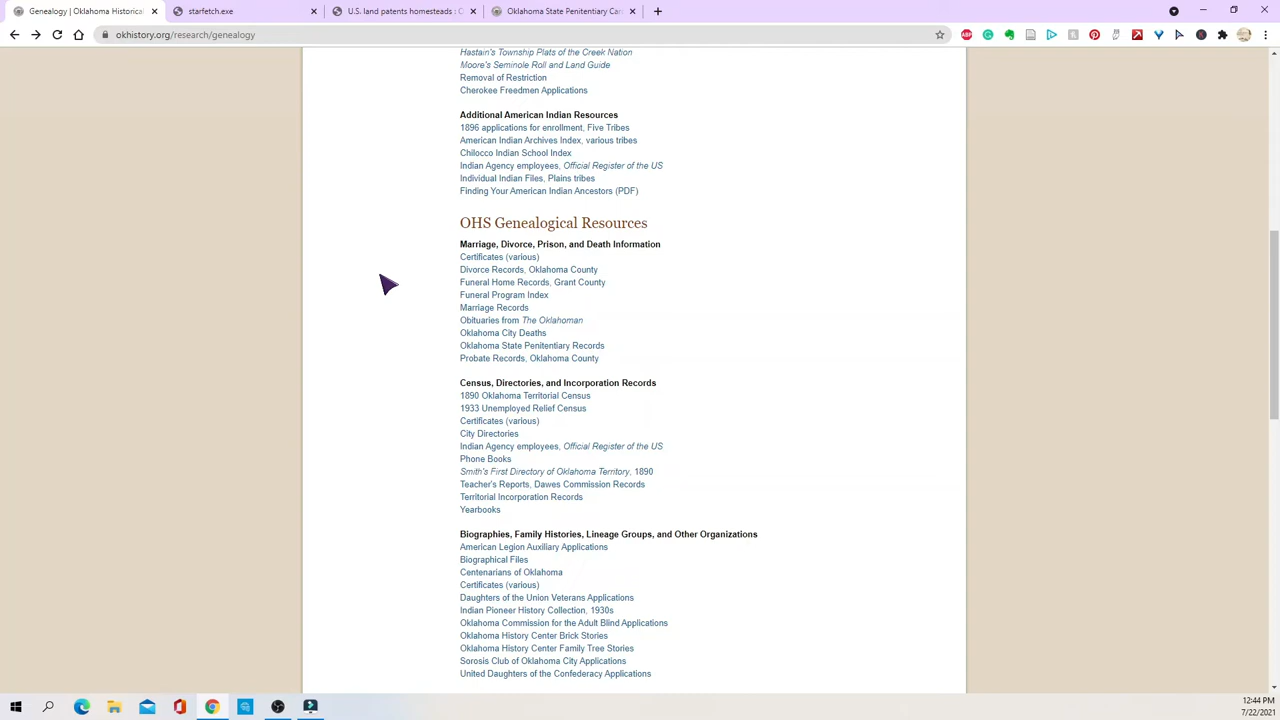 Genealogy | Oklahoma Historica
starfetch.exe
U.S. land patents homesteads : O
Oklahoma State Penitentiary Car
okhistory.org/research/genealogy
Hastain's Township Plats of the Creek Nation
Moore's Seminole Roll and Land Guide
Removal of Restriction
Cherokee Freedmen Applications
Additional American Indian Resources
1896 applications for enrollment, Five Tribes
American Indian Archives Index, various tribes
Chilocco Indian School Index
Indian Agency employees, Official Register of the US
Individual Indian Files, Plains tribes
Finding Your American Indian Ancestors (PDF)
OHS Genealogical Resources
Marriage, Divorce, Prison, and Death Information
Certificates (various)
Divorce Records, Oklahoma County
Funeral Home Records, Grant County
Funeral Program Index
Marriage Records
Obituaries from The Oklahoman
Oklahoma City Deaths
Oklahoma State Penitentiary Records
Probate Records, Oklahoma County
Census, Directories, and Incorporation Records
1890 Oklahoma Territorial Census
1933 Unemployed Relief Census
Certificates (various)
City Directories
Indian Agency employees, Official Register of the US
Phone Books
Smith's First Directory of Oklahoma Territory, 1890
Teacher's Reports, Dawes Commission Records
Territorial Incorporation Records
Yearbooks
Biographies, Family Histories, Lineage Groups, and Other Organizations
American Legion Auxiliary Applications
Biographical Files
Centenarians of Oklahoma
Certificates (various)
Daughters of the Union Veterans Applications
Indian Pioneer History Collection, 1930s
Oklahoma Commission for the Adult Blind Applications
Oklahoma History Center Brick Stories
Oklahoma History Center Family Tree Stories
Sorosis Club of Oklahoma City Applications
United Daughters of the Confederacy Applications
12:44 PM
7/22/2021